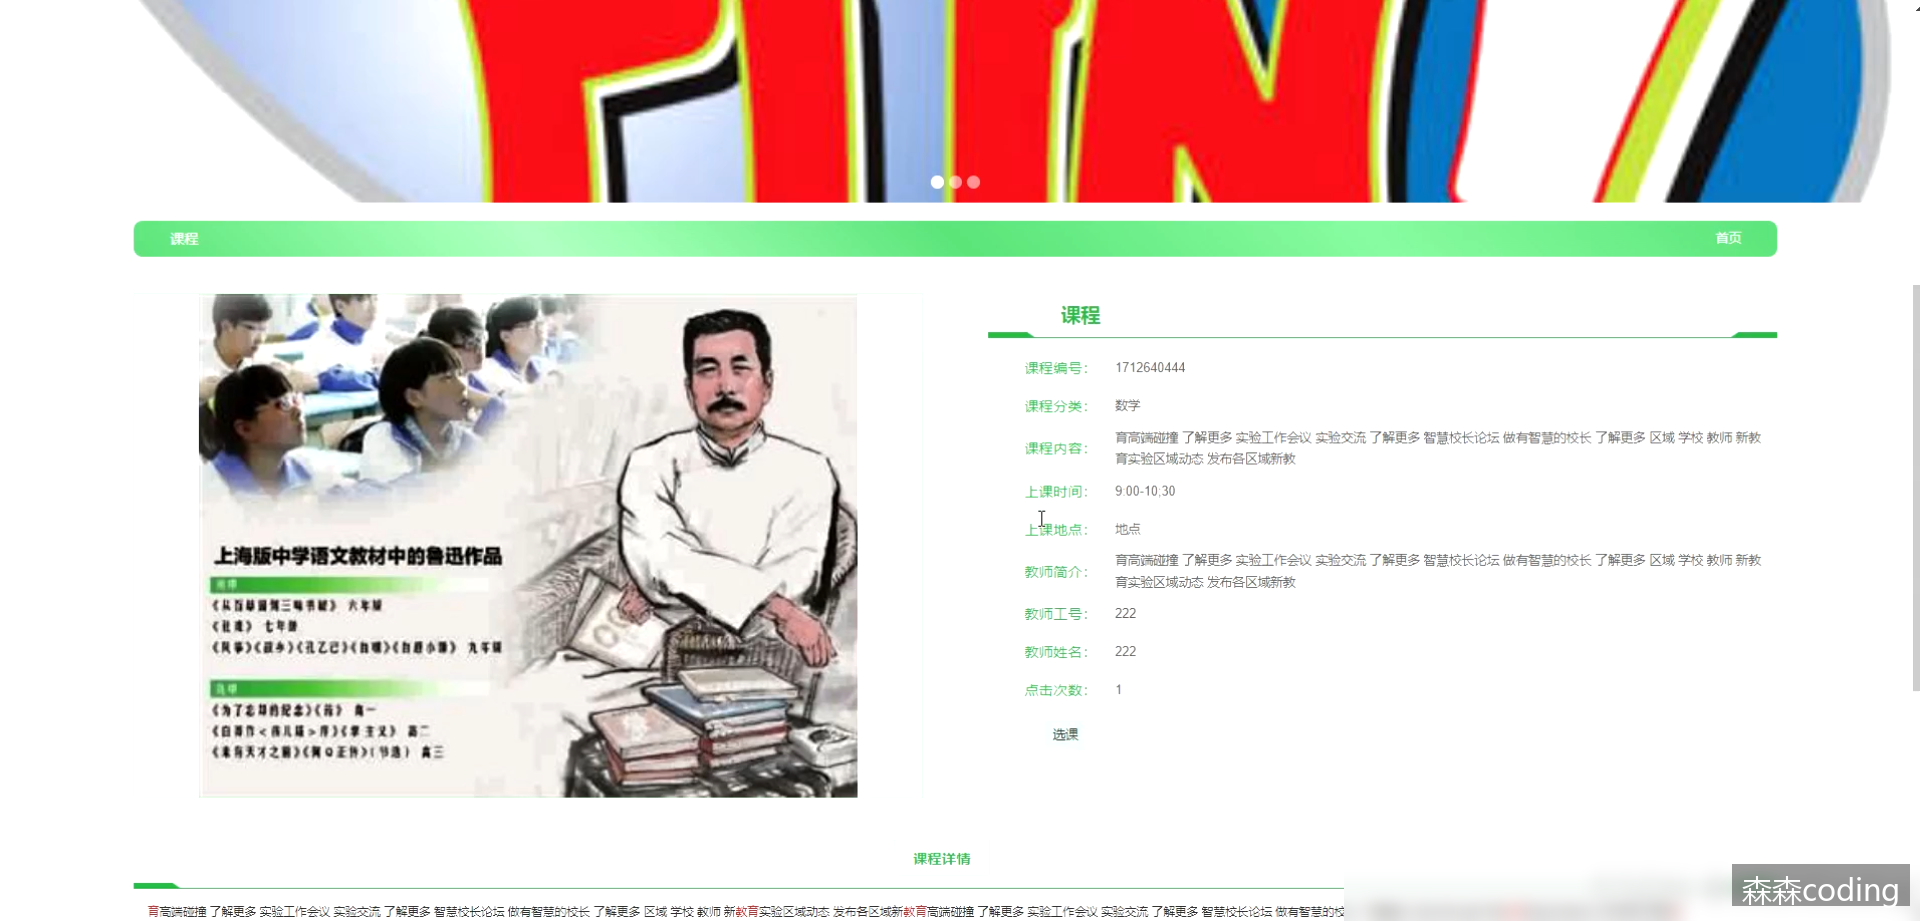 课程
首页
上海版中学语文教材中的鲁迅作品
初中
《从百草园到三味书屋》 六年级
《社戏》 七年级
《风筝》《故乡》《孔乙己》《自嘲》《自题小像》 九年级
高中
《为了忘却的纪念》《药》 高一
《拿来主义》 高二
《未有天才之前》《阿Q正传》(节选) 高三
课程
课程编号: 1712640444
课程分类: 数学
课程内容: 育高端碰撞 了解更多 实验工作会议 实验交流 了解更多 智慧校长论坛 做有智慧的校长 了解更多 区域 学校 教师 新教
育实验区域动态 发布各区域新教
上课时间: 9:00-10;30
上课地点: 地点
教师简介: 育高端碰撞 了解更多 实验工作会议 实验交流 了解更多 智慧校长论坛 做有智慧的校长 了解更多 区域 学校 教师 新教
育实验区域动态 发布各区域新教
教师工号: 222
教师姓名: 222
点击次数: 1
选课
课程详情
育高端碰撞 了解更多 实验工作会议 实验交流 了解更多 智慧校长论坛 做有智慧的校长 了解更多 区域 学校 教师 新教育实验区域动态 发布各区域新教育高端碰撞 了解更多 实验工作会议 实验交流 了解更多 智慧校长论坛 做有智慧的校
森森coding